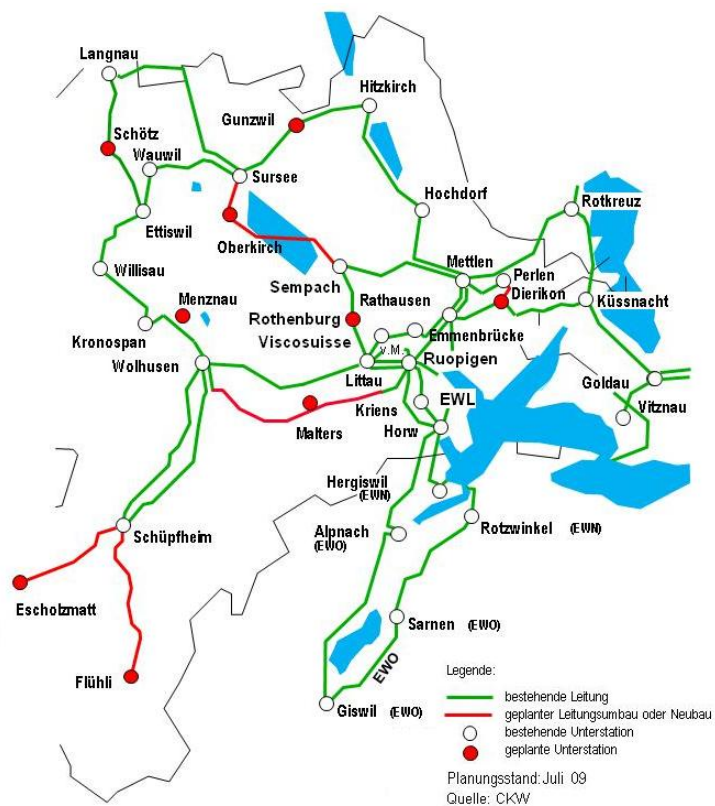 Langnau
Hitzkirch
Gunzwil
Schötz
Wauwil
Sursee
Hochdorf
Rotkreuz
Ettiswil
Oberkirch
Mettlen
Perlen
Willisau
Sempach
Dierikon
Menznau
Rathausen
Küssnacht
Rothenburg
Kronospan
Viscosuisse
Emmenbrücke
v.M.
Wolhusen
Ruopigen
Littau
Goldau
EWL
Vitznau
Kriens
Malters
Horw
Hergiswil
(EWN)
Schüpfheim
Alpnach
(EWO)
Rotzwinkel (EWN)
Escholzmatt
Sarnen (EWO)
EWO
Flühli
Giswil (EWO)
Legende:
bestehende Leitung
geplanter Leitungsumbau oder Neubau
bestehende Unterstation
geplante Unterstation
Planungsstand: Juli 09
Quelle: CKW